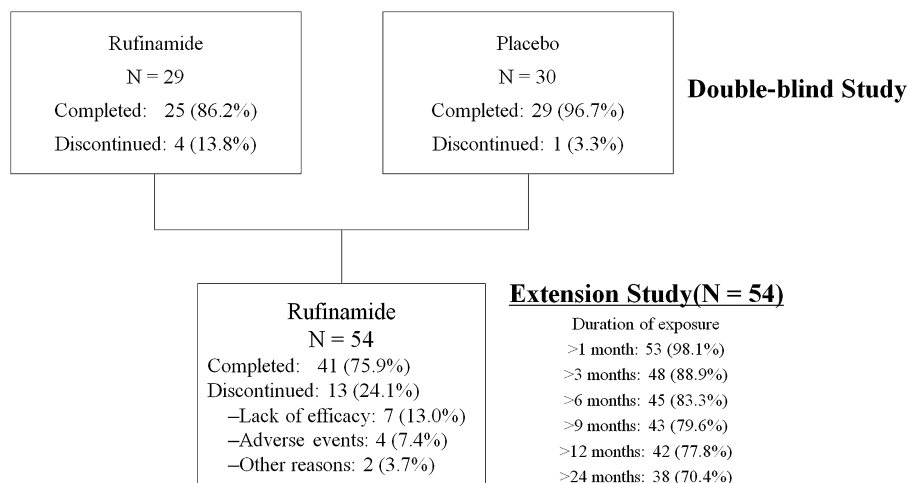 Rufinamide
N = 29
Completed: 25 (86.2%)
Discontinued: 4 (13.8%)
Placebo
N = 30
Completed: 29 (96.7%)
Discontinued: 1 (3.3%)
Double-blind Study
Rufinamide
N = 54
Completed: 41 (75.9%)
Discontinued: 13 (24.1%)
–Lack of efficacy: 7 (13.0%)
–Adverse events: 4 (7.4%)
–Other reasons: 2 (3.7%)
Extension Study(N = 54)
Duration of exposure
>1 month: 53 (98.1%)
>3 months: 48 (88.9%)
>6 months: 45 (83.3%)
>9 months: 43 (79.6%)
>12 months: 42 (77.8%)
>24 months: 38 (70.4%)